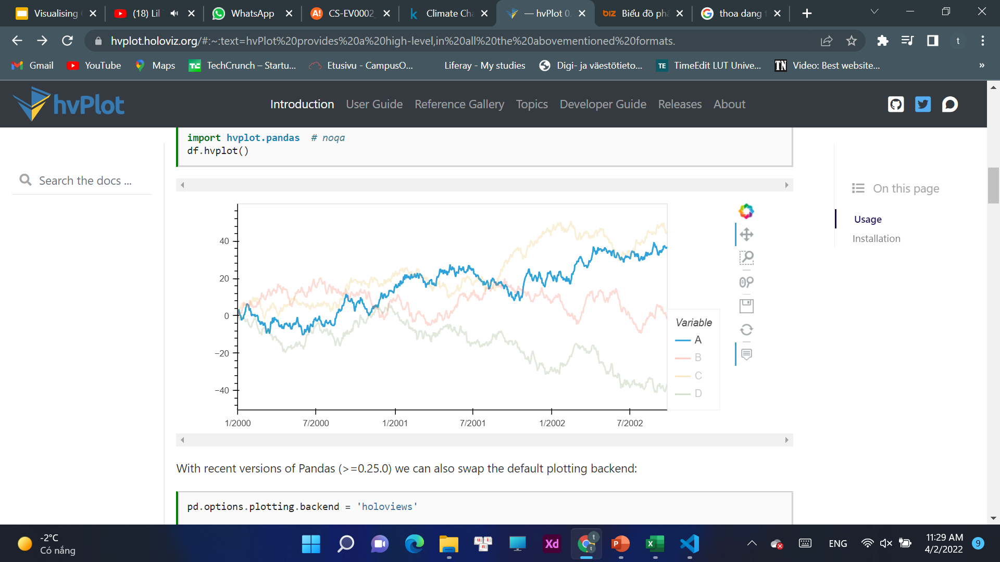 Visualising
(18) Lil
WhatsApp
CS-EV0002_
Climate Cha
— hvPlot 0.
Biểu đồ phâ
thoa dang t
hvplot.holoviz.org/#:~:text=hvPlot%20provides%20a%20high-level,in%20all%20the%20abovementioned%20formats.
t
Gmail
YouTube
Maps
TechCrunch – Startu...
Etusivu - CampusO...
Liferay - My studies
Digi- ja väestötieto...
TimeEdit LUT Unive...
Video: Best website...
»
hvPlot
Introduction
User Guide
Reference Gallery
Topics
Developer Guide
Releases
About
import hvplot.pandas  # noqa
df.hvplot()
Search the docs ...
On this page
Usage
Installation
40
20
0
−20
−40
1/2000
7/2000
1/2001
7/2001
1/2002
7/2002
Variable
A
B
C
D
With recent versions of Pandas (>=0.25.0) we can also swap the default plotting backend:
pd.options.plotting.backend = 'holoviews'
-2°C
Có nắng
ENG
11:29 AM
4/2/2022
9